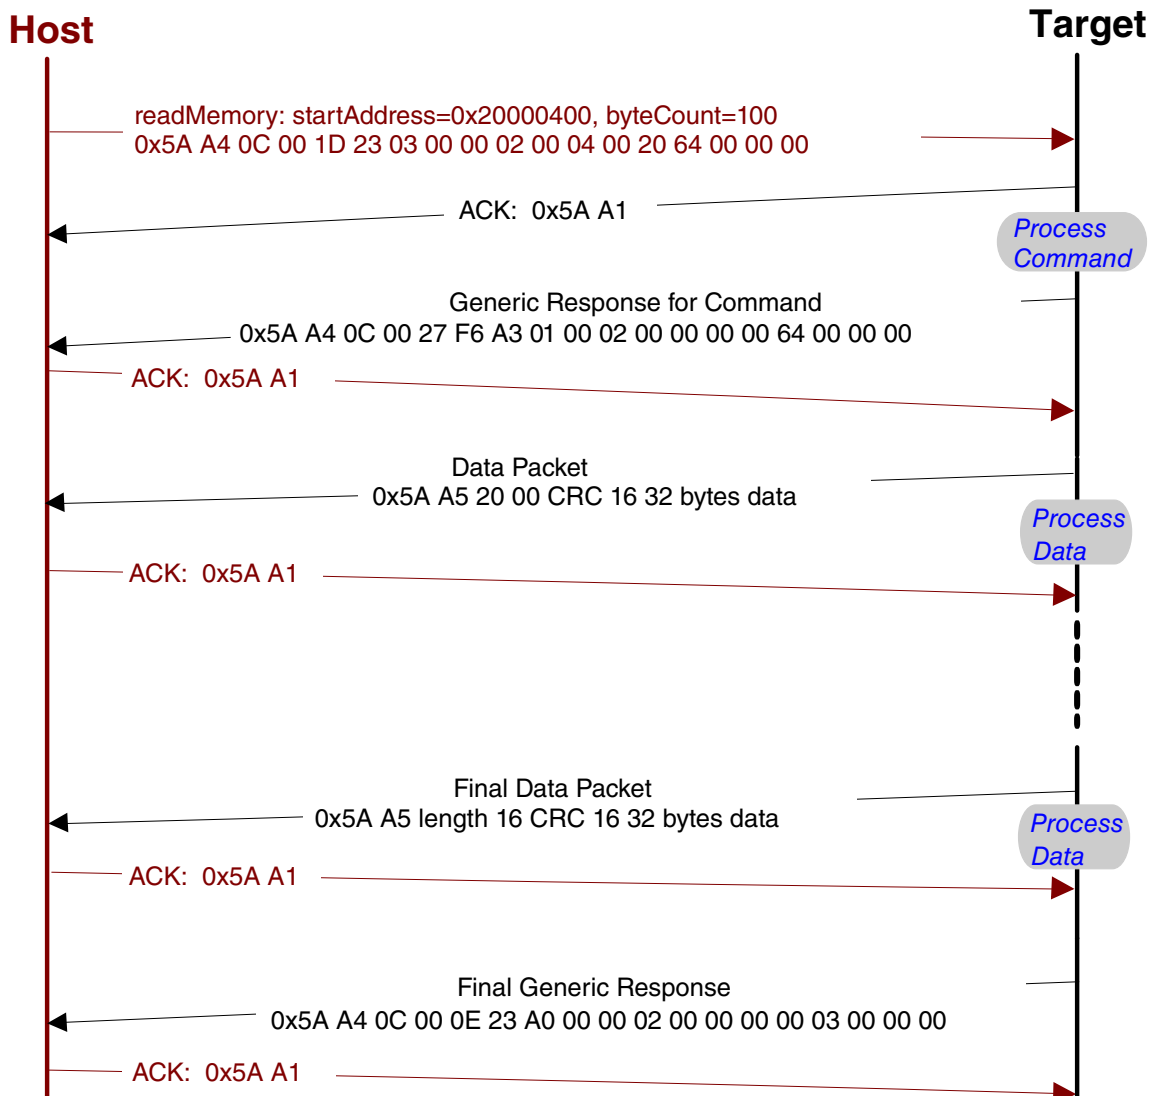 Host
Target
readMemory: startAddress=0x20000400, byteCount=100
0x5A A4 0C 00 1D 23 03 00 00 02 00 04 00 20 64 00 00 00
ACK: 0x5A A1
Process
Command
Generic Response for Command
0x5A A4 0C 00 27 F6 A3 01 00 02 00 00 00 00 64 00 00 00
ACK: 0x5A A1
Data Packet
0x5A A5 20 00 CRC 16 32 bytes data
Process
Data
ACK: 0x5A A1
Final Data Packet
0x5A A5 length 16 CRC 16 32 bytes data
Process
Data
ACK: 0x5A A1
Final Generic Response
0x5A A4 0C 00 0E 23 A0 00 00 02 00 00 00 00 03 00 00 00
ACK: 0x5A A1